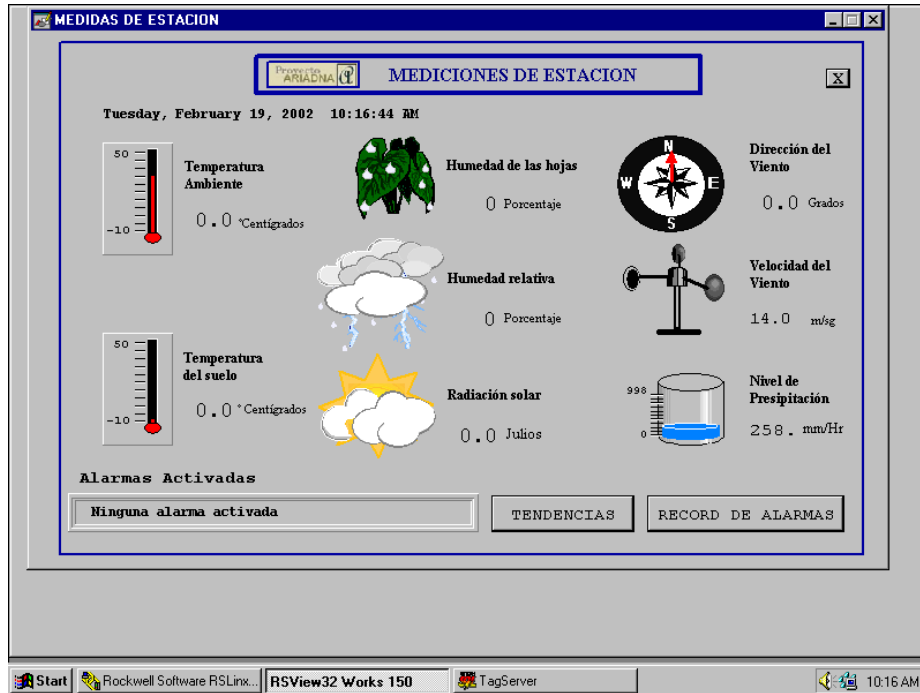 MEDIDAS DE ESTACION
Proyecto ARIADNA
MEDICIONES DE ESTACION
X
Tuesday, February 19, 2002 10:16:44 AM
50
-10
Temperatura
Ambiente
0.0 °Centígrados
Humedad de las hojas
0 Porcentaje
N
W E
S
Dirección del
Viento
0.0 Grados
Humedad relativa
0 Porcentaje
Velocidad del
Viento
14.0 m/sg
50
-10
Temperatura
del suelo
0.0 °Centígrados
Radiación solar
0.0 Julios
998
0
Nivel de
Presipitación
258. mm/Hr
Alarmas Activadas
Ninguna alarma activada
TENDENCIAS
RECORD DE ALARMAS
Start
Rockwell Software RSLinx...
RSView32 Works 150
TagServer
10:16 AM